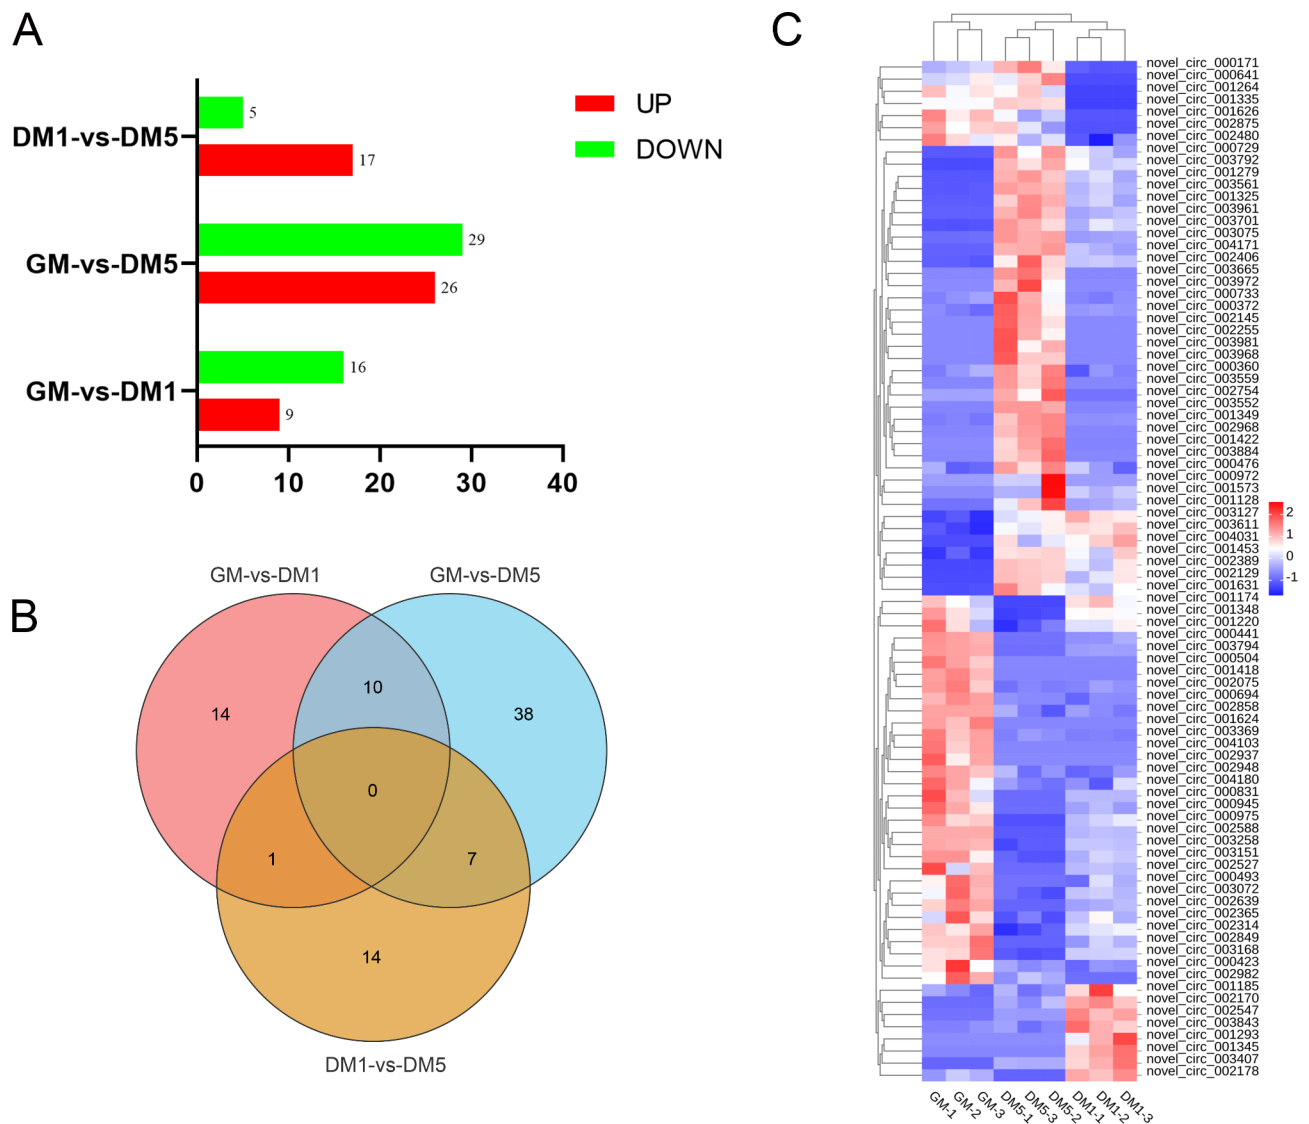 A
DM1-vs-DM5
5
17
GM-vs-DM5
29
26
GM-vs-DM1
16
9
0 10 20 30 40
UP
DOWN
B
GM-vs-DM1
GM-vs-DM5
14
10
38
0
1
7
14
DM1-vs-DM5
C
novel_circ_000171
novel_circ_000641
novel_circ_001264
novel_circ_001335
novel_circ_001626
novel_circ_002875
novel_circ_002480
novel_circ_000729
novel_circ_003792
novel_circ_001279
novel_circ_003561
novel_circ_001325
novel_circ_003961
novel_circ_003701
novel_circ_003075
novel_circ_004171
novel_circ_002406
novel_circ_003665
novel_circ_003972
novel_circ_000733
novel_circ_000372
novel_circ_002145
novel_circ_002255
novel_circ_003981
novel_circ_003968
novel_circ_000360
novel_circ_003559
novel_circ_002754
novel_circ_003552
novel_circ_001349
novel_circ_002968
novel_circ_001422
novel_circ_003884
novel_circ_000476
novel_circ_000972
novel_circ_001573
novel_circ_001128
novel_circ_003127
novel_circ_003611
novel_circ_004031
novel_circ_001453
novel_circ_002389
novel_circ_002129
novel_circ_001631
novel_circ_001174
novel_circ_001348
novel_circ_001220
novel_circ_000441
novel_circ_003794
novel_circ_000504
novel_circ_001418
novel_circ_002075
novel_circ_000694
novel_circ_002858
novel_circ_001624
novel_circ_003369
novel_circ_004103
novel_circ_002937
novel_circ_002948
novel_circ_004180
novel_circ_000831
novel_circ_000945
novel_circ_000975
novel_circ_002588
novel_circ_003258
novel_circ_003151
novel_circ_002527
novel_circ_000493
novel_circ_003072
novel_circ_002639
novel_circ_002365
novel_circ_002314
novel_circ_002849
novel_circ_003168
novel_circ_000423
novel_circ_002982
novel_circ_001185
novel_circ_002170
novel_circ_002547
novel_circ_003843
novel_circ_001293
novel_circ_001345
novel_circ_003407
novel_circ_002178
GM-1 GM-2 GM-3 DM5-1 DM5-3 DM5-2 DM1-1 DM1-2 DM1-3
2
1
0
-1